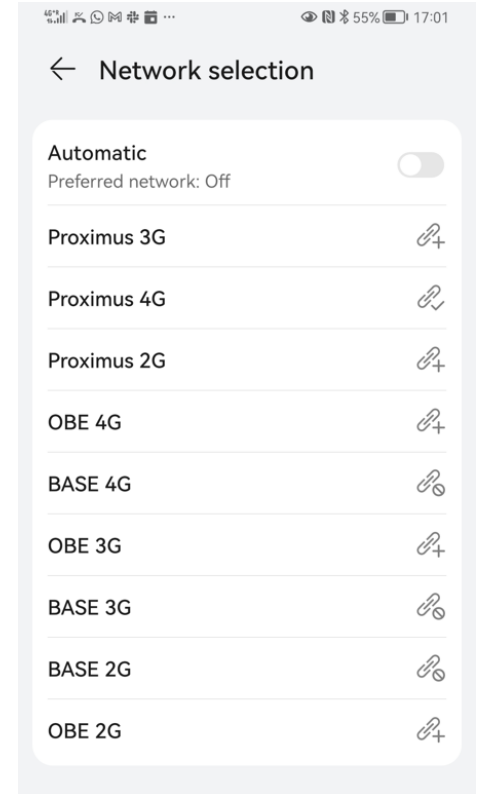 55% 17:01
Network selection
Automatic
Preferred network: Off
Proximus 3G
Proximus 4G
Proximus 2G
OBE 4G
BASE 4G
OBE 3G
BASE 3G
BASE 2G
OBE 2G